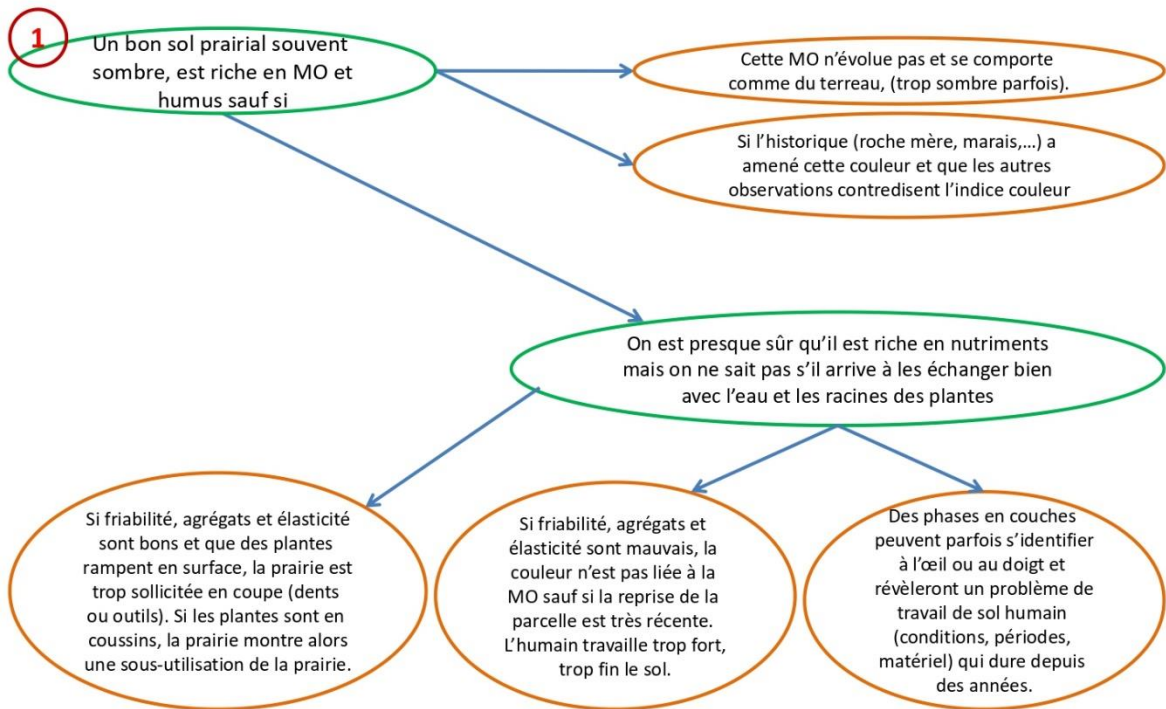 1
Un bon sol prairial souvent
sombre, est riche en MO et
humus sauf si
Cette MO n’évolue pas et se comporte
comme du terreau, (trop sombre parfois).
Si l’historique (roche mère, marais,...) a
amené cette couleur et que les autres
observations contredisent l’indice couleur
On est presque sûr qu’il est riche en nutriments
mais on ne sait pas s’il arrive à les échanger bien
avec l’eau et les racines des plantes
Si friabilité, agrégats et élasticité
sont bons et que des plantes
rampent en surface, la prairie est
trop sollicitée en coupe (dents
ou outils). Si les plantes sont en
coussins, la prairie montre alors
une sous-utilisation de la prairie.
Si friabilité, agrégats et
élasticité sont mauvais, la
couleur n’est pas liée à la
MO sauf si la reprise de la
parcelle est très récente.
L’humain travaille trop fort,
trop fin le sol.
Des phases en couches
peuvent parfois s’identifier
à l’œil ou au doigt et
révèleront un problème de
travail de sol humain
(conditions, périodes,
matériel) qui dure depuis
des années.